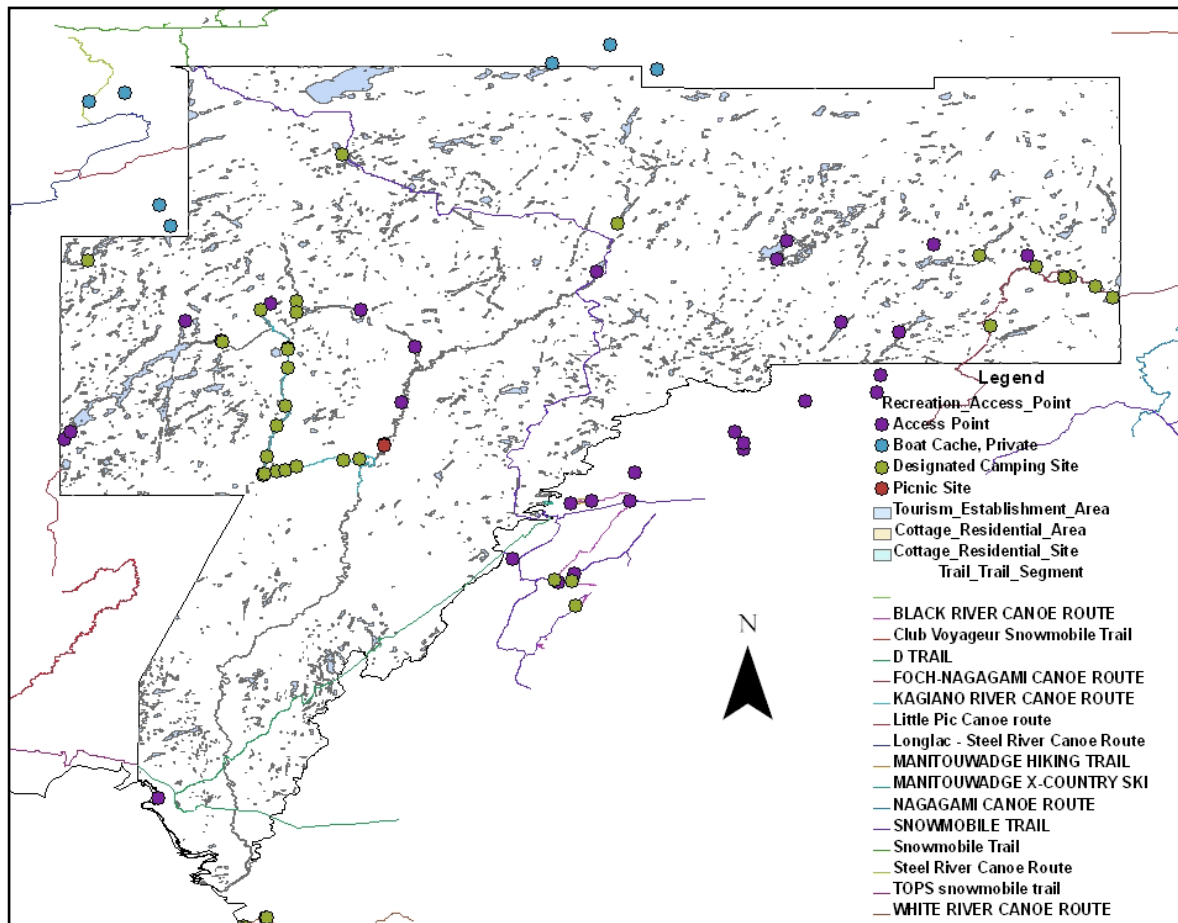 Legend
Recreation_Access_Point
Access Point
Boat Cache, Private
Designated Camping Site
Picnic Site
Tourism_Establishment_Area
Cottage_Residential_Area
Cottage_Residential_Site
Trail_Trail_Segment
N
BLACK RIVER CANOE ROUTE
Club Voyageur Snowmobile Trail
D TRAIL
FOCH-NAGAGAMI CANOE ROUTE
KAGIANO RIVER CANOE ROUTE
Little Pic Canoe route
Longlac - Steel River Canoe Route
MANITOUWADGE HIKING TRAIL
MANITOUWADGE X-COUNTRY SKI
NAGAGAMI CANOE ROUTE
SNOWMOBILE TRAIL
Snowmobile Trail
Steel River Canoe Route
TOPS snowmobile trail
WHITE RIVER CANOE ROUTE